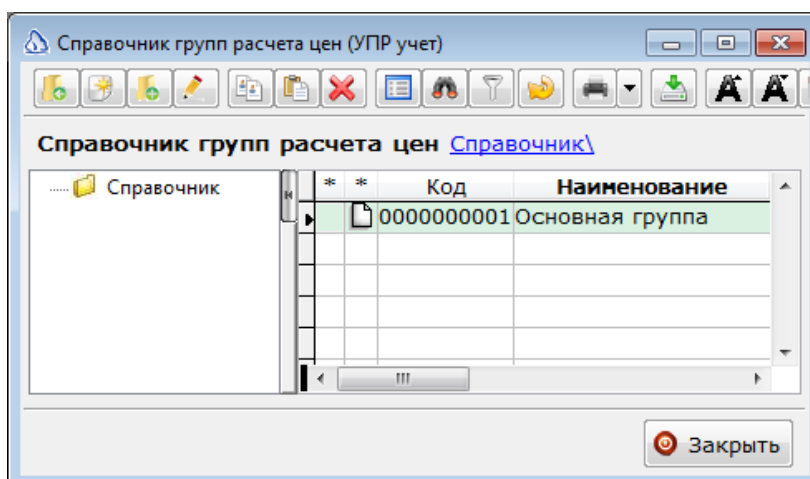 Справочник групп расчета цен (УПР учет)
Справочник групп расчета цен Справочник\
Справочник
* * Код Наименование
0000000001 Основная группа
Закрыть